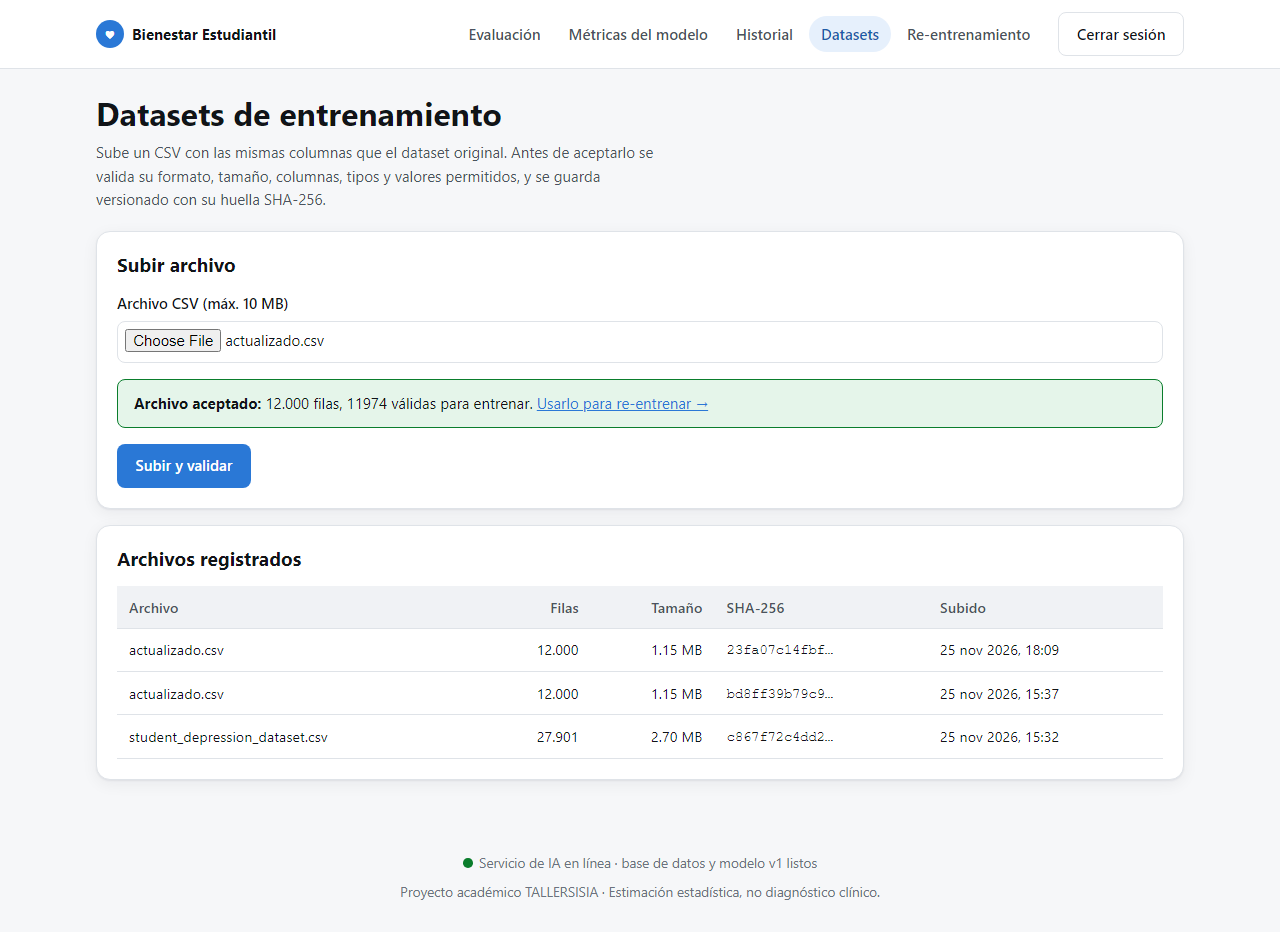 Bienestar Estudiantil
Evaluación
Métricas del modelo
Historial
Datasets
Re-entrenamiento
Cerrar sesión
Datasets de entrenamiento
Sube un CSV con las mismas columnas que el dataset original. Antes de aceptarlo se
valida su formato, tamaño, columnas, tipos y valores permitidos, y se guarda
versionado con su huella SHA-256.
Subir archivo
Archivo CSV (máx. 10 MB)
Choose File actualizado.csv
Archivo aceptado: 12.000 filas, 11974 válidas para entrenar. Usarlo para re-entrenar →
Subir y validar
Archivos registrados
Archivo Filas Tamaño SHA-256 Subido
actualizado.csv 12.000 1.15 MB 23fa07c14fbf… 25 nov 2026, 18:09
actualizado.csv 12.000 1.15 MB bd8ff39b79c9… 25 nov 2026, 15:37
student_depression_dataset.csv 27.901 2.70 MB c867f72c4dd2… 25 nov 2026, 15:32
Servicio de IA en línea · base de datos y modelo v1 listos
Proyecto académico TALLERSISIA · Estimación estadística, no diagnóstico clínico.